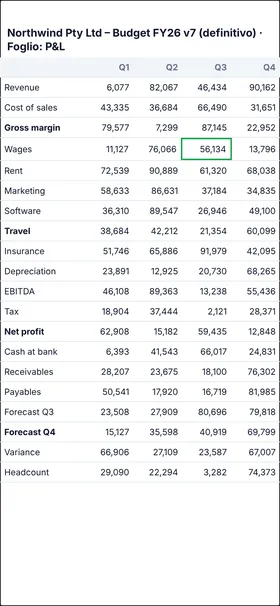 Northwind Pty Ltd – Budget FY26 v7 (definitivo) ·
Foglio: P&L
Q1 Q2 Q3 Q4
Revenue 6,077 82,067 46,434 90,162
Cost of sales 43,335 36,684 66,490 31,651
Gross margin 79,577 7,299 87,145 22,952
Wages 11,127 76,066 56,134 13,796
Rent 72,539 90,889 61,320 68,038
Marketing 58,633 86,631 37,184 34,835
Software 36,310 89,547 26,946 49,100
Travel 38,684 42,212 21,354 60,099
Insurance 51,746 65,886 91,979 42,095
Depreciation 23,891 12,925 20,730 68,265
EBITDA 46,108 89,363 13,238 55,436
Tax 18,904 37,444 2,121 28,371
Net profit 62,908 15,182 59,435 12,848
Cash at bank 6,393 41,543 66,017 24,831
Receivables 28,207 23,675 18,100 76,302
Payables 50,541 17,920 16,719 81,985
Forecast Q3 23,508 27,909 80,696 79,818
Forecast Q4 15,127 35,598 40,919 69,799
Variance 66,906 27,109 23,587 67,007
Headcount 29,090 22,294 3,282 74,373